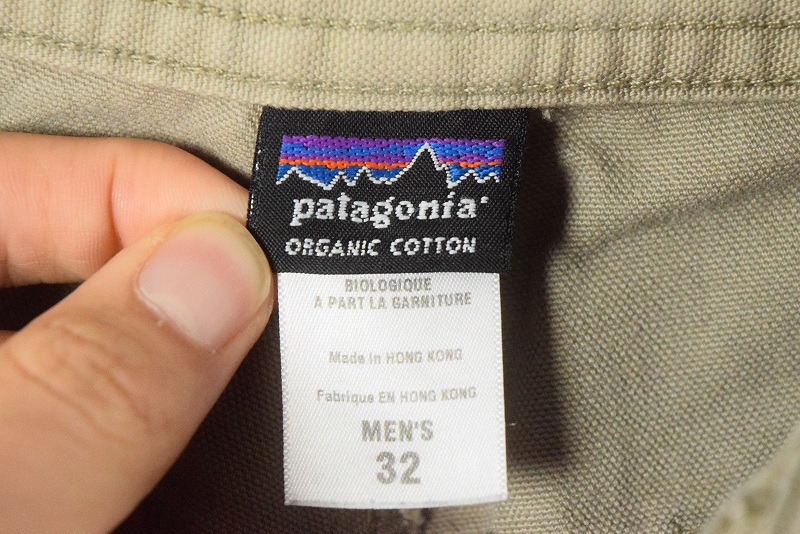 patagonia®
ORGANIC COTTON
BIOLOGIQUE
A PART LA GARNITURE
Made in HONG KONG
Fabrique EN HONG KONG
MEN'S
32